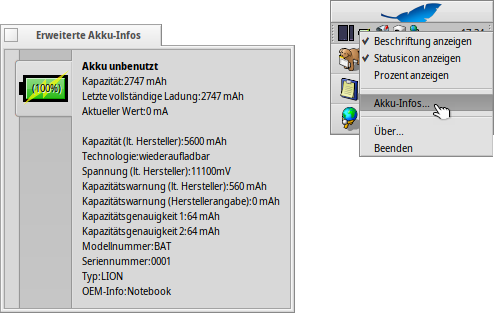 Erweiterte Akku-Infos
(100%)
Akku unbenutzt
Kapazität:2747 mAh
Letzte vollständige Ladung:2747 mAh
Aktueller Wert:0 mA
Kapazität (lt. Hersteller):5600 mAh
Technologie:wiederaufladbar
Spannung (lt. Hersteller):11100mV
Kapazitätswarnung (lt. Hersteller):560 mAh
Kapazitätswarnung (Herstellerangabe):0 mAh
Kapazitätsgenauigkeit 1:64 mAh
Kapazitätsgenauigkeit 2:64 mAh
Modellnummer:BAT
Seriennummer:0001
Typ:LION
OEM-Info:Notebook
Beschriftung anzeigen
Statusicon anzeigen
Prozent anzeigen
Akku-Infos...
Über...
Beenden